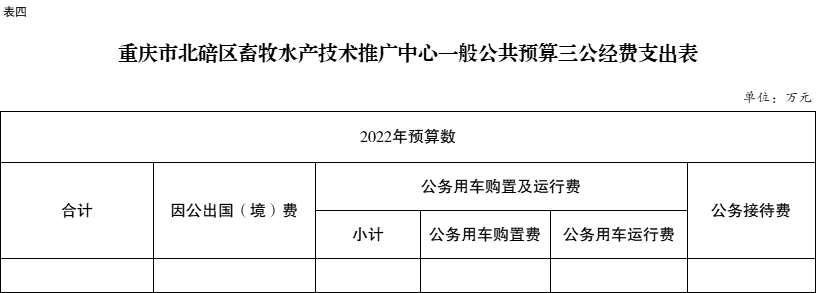 表四
重庆市北碚区畜牧水产技术推广中心一般公共预算三公经费支出表
单位：万元
2022年预算数
合计
因公出国（境）费
公务用车购置及运行费
公务接待费
小计
公务用车购置费
公务用车运行费